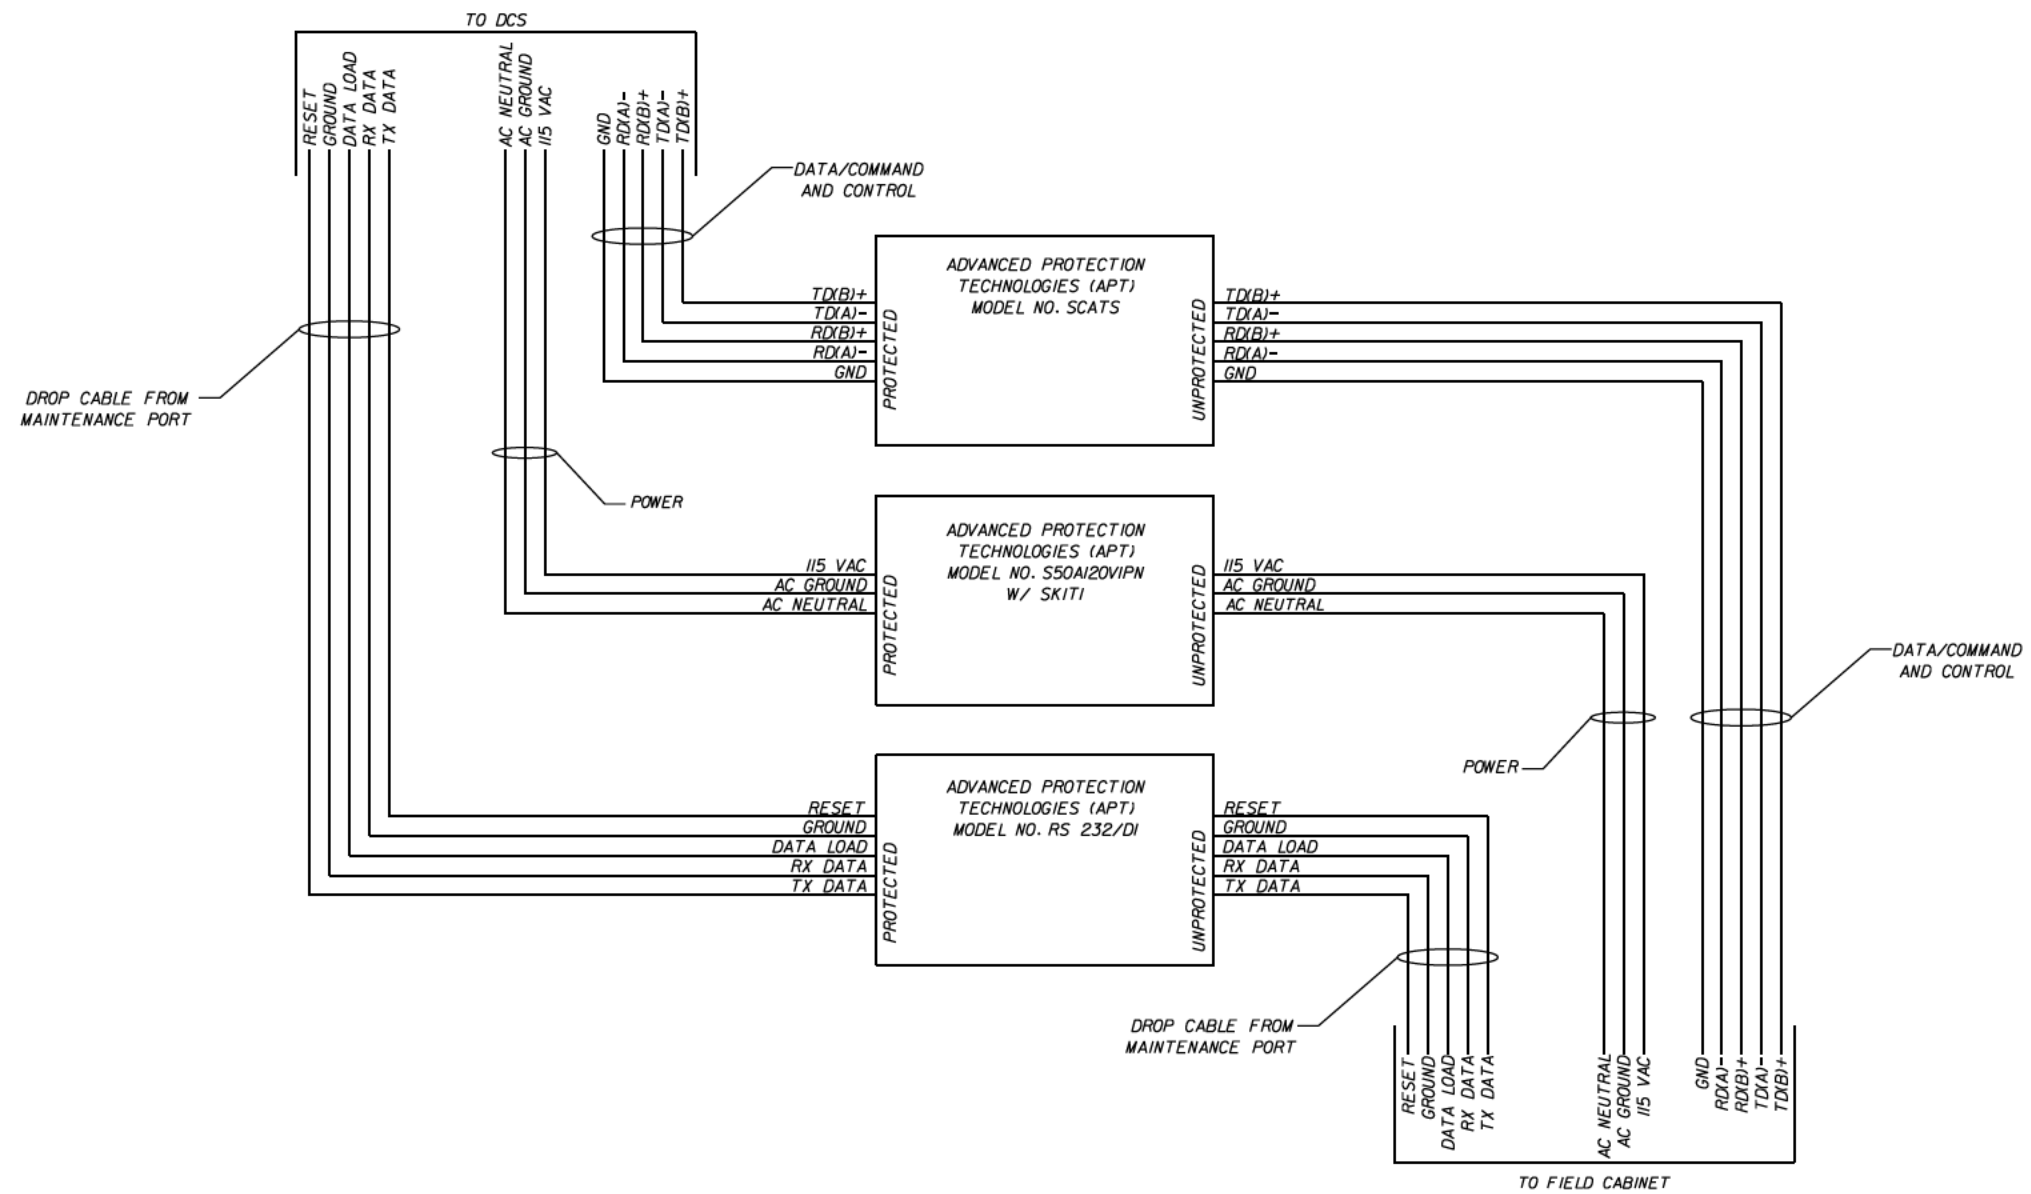 TO DCS
RESET
GROUND
DATA LOAD
RX DATA
TX DATA
AC NEUTRAL
AC GROUND
115 VAC
GND
RD(A)-
RD(B)+
TD(A)-
TD(B)+
DATA/COMMAND
AND CONTROL
DROP CABLE FROM
MAINTENANCE PORT
POWER
TD(B)+
TD(A)-
RD(B)+
RD(A)-
GND
PROTECTED
ADVANCED PROTECTION
TECHNOLOGIES (APT)
MODEL NO. SCATS
UNPROTECTED
TD(B)+
TD(A)-
RD(B)+
RD(A)-
GND
115 VAC
AC GROUND
AC NEUTRAL
PROTECTED
ADVANCED PROTECTION
TECHNOLOGIES (APT)
MODEL NO. S50A120V1PN
W/ SKIT1
UNPROTECTED
115 VAC
AC GROUND
AC NEUTRAL
RESET
GROUND
DATA LOAD
RX DATA
TX DATA
PROTECTED
ADVANCED PROTECTION
TECHNOLOGIES (APT)
MODEL NO. RS 232/DI
UNPROTECTED
RESET
GROUND
DATA LOAD
RX DATA
TX DATA
DATA/COMMAND
AND CONTROL
POWER
DROP CABLE FROM
MAINTENANCE PORT
RESET
GROUND
DATA LOAD
RX DATA
TX DATA
AC NEUTRAL
AC GROUND
115 VAC
GND
RD(A)-
RD(B)+
TD(A)-
TD(B)+
TO FIELD CABINET